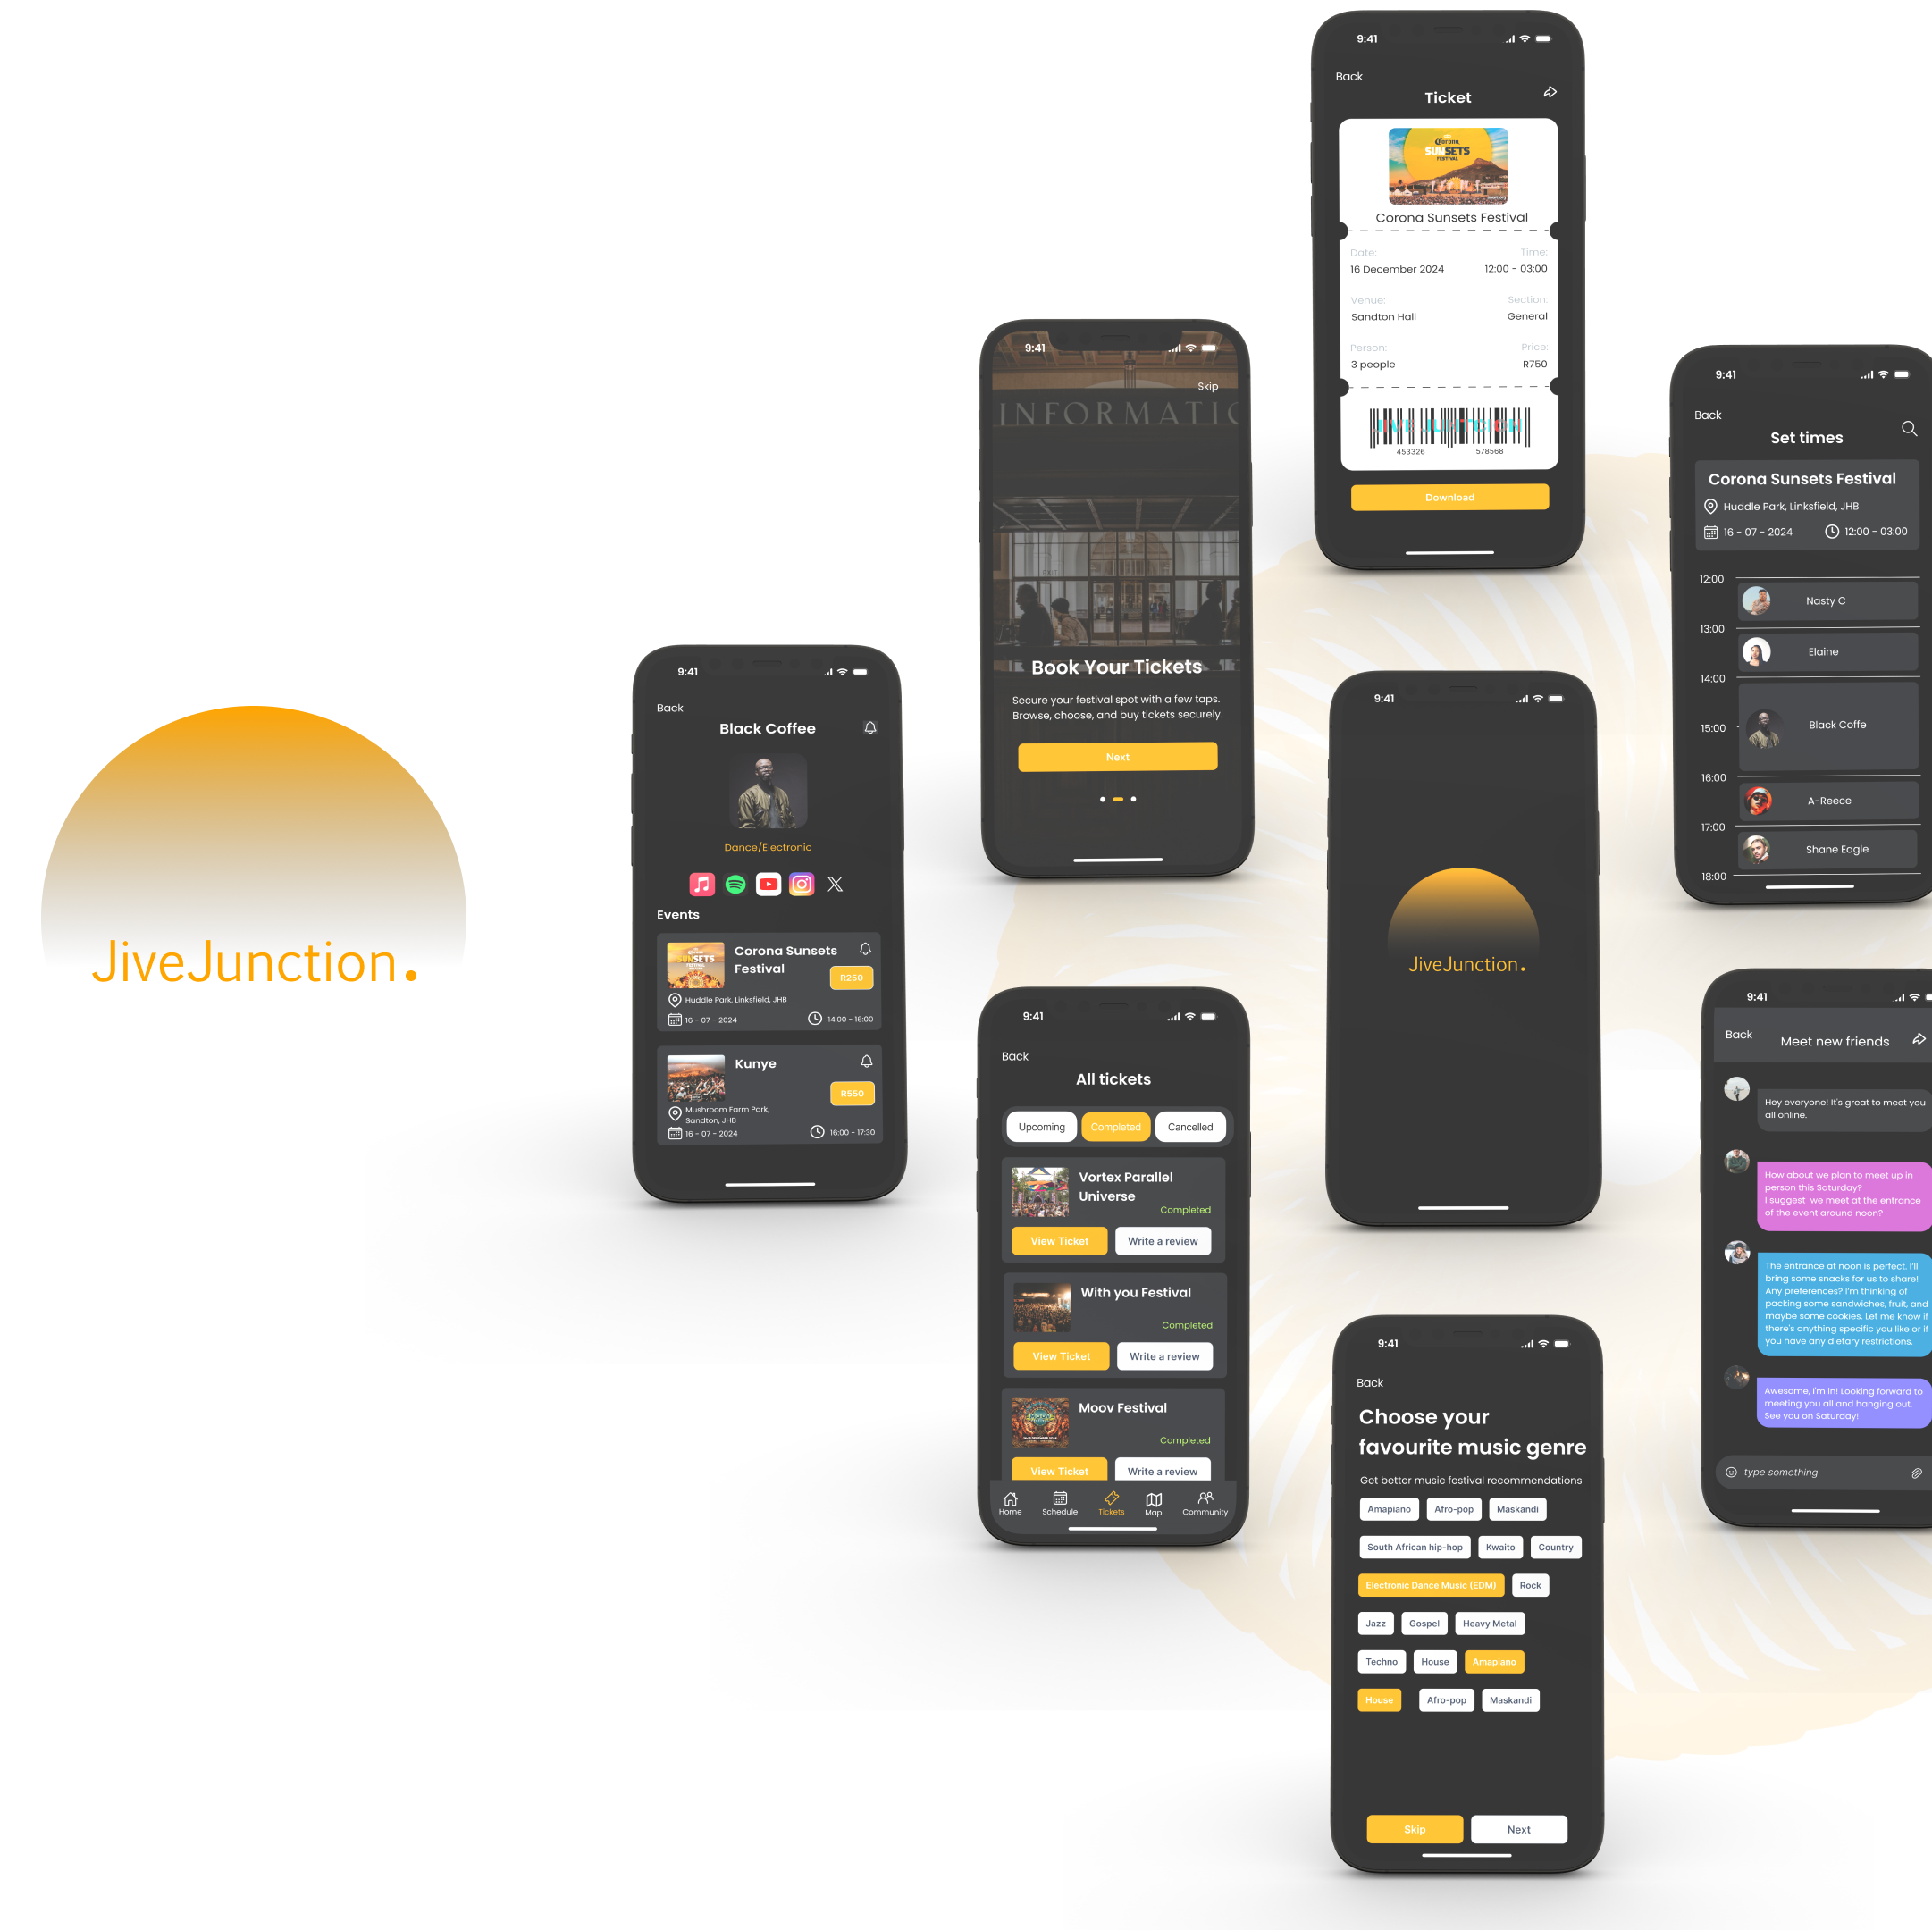 JiveJunction.
9:41
Back
Black Coffee
Dance/Electronic
Events
Corona Sunsets
Festival
R250
Huddle Park, Linksfield, JHB
16 - 07 - 2024
14:00 - 16:00
Kunye
R550
Mushroom Farm Park,
Sandton, JHB
16 - 07 - 2024
16:00 - 17:30
9:41
Skip
INFORMATIC
EXIT
Book Your Tickets
Secure your festival spot with a few taps.
Browse, choose, and buy tickets securely.
Next
9:41
Back
All tickets
Upcoming
Completed
Cancelled
Vortex Parallel
Universe
Completed
View Ticket
Write a review
With you Festival
Completed
View Ticket
Write a review
Moov Festival
Completed
View Ticket
Write a review
Home
Schedule
Tickets
Map
Community
9:41
Back
Ticket
Corona
SUNSETS
FESTIVAL
Corona Sunsets Festival
Date:
Time:
16 December 2024
12:00 - 03:00
Venue:
Section:
Sandton Hall
General
Person:
Price:
3 people
R750
453326
578568
Download
9:41
JiveJunction.
9:41
Back
Choose your
favourite music genre
Get better music festival recommendations
Amapiano
Afro-pop
Maskandi
South African hip-hop
Kwaito
Country
Electronic Dance Music (EDM)
Rock
Jazz
Gospel
Heavy Metal
Techno
House
Amapiano
House
Afro-pop
Maskandi
Skip
Next
9:41
Back
Set times
Corona Sunsets Festival
Huddle Park, Linksfield, JHB
16 - 07 - 2024
12:00 - 03:00
12:00
Nasty C
13:00
Elaine
14:00
15:00
Black Coffe
16:00
A-Reece
17:00
Shane Eagle
18:00
9:41
Back
Meet new friends
Hey everyone! It's great to meet you
all online.
How about we plan to meet up in
person this Saturday?
I suggest we meet at the entrance
of the event around noon?
The entrance at noon is perfect. I'll
bring some snacks for us to share!
Any preferences? I'm thinking of
packing some sandwiches, fruit, and
maybe some cookies. Let me know if
there's anything specific you like or if
you have any dietary restrictions.
Awesome, I'm in! Looking forward to
meeting you all and hanging out.
See you on Saturday!
type something